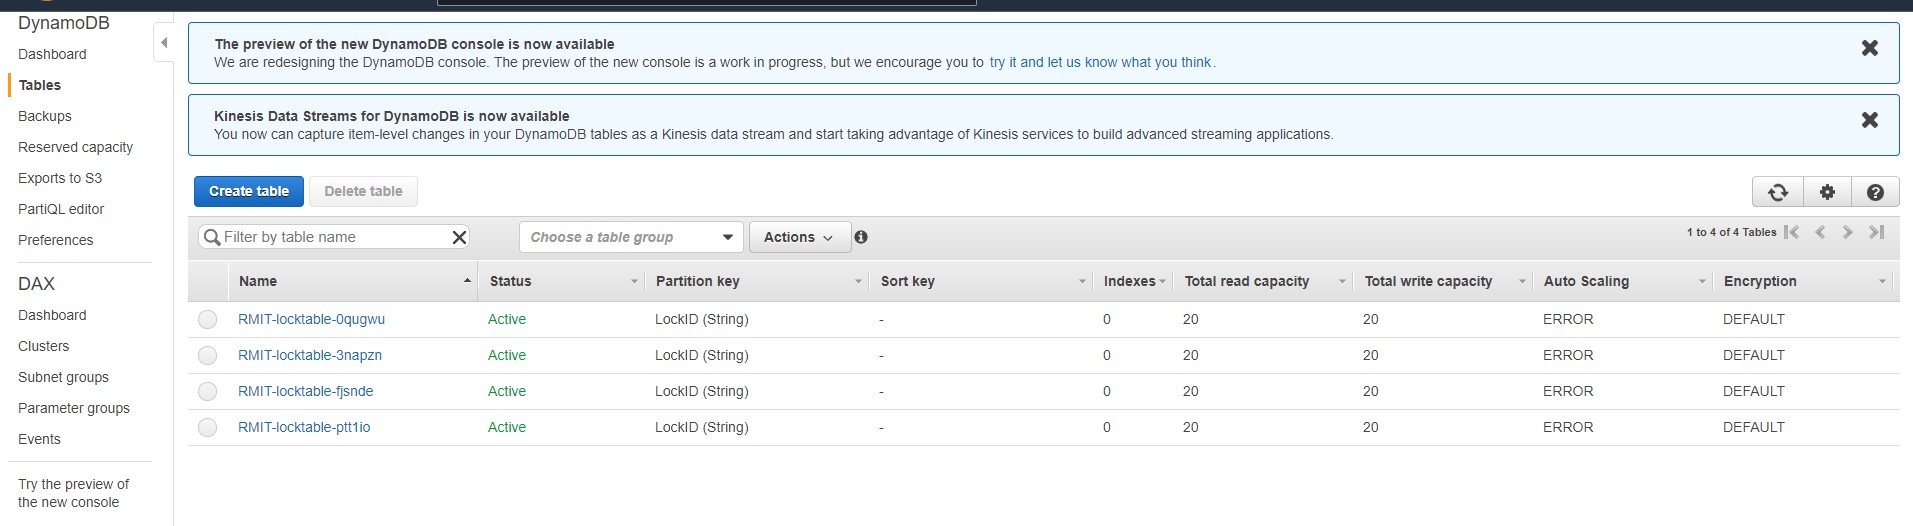 DynamoDB
Dashboard
Tables
Backups
Reserved capacity
Exports to S3
PartiQL editor
Preferences
DAX
Dashboard
Clusters
Subnet groups
Parameter groups
Events
Try the preview of
the new console
The preview of the new DynamoDB console is now available
We are redesigning the DynamoDB console. The preview of the new console is a work in progress, but we encourage you to try it and let us know what you think.
Kinesis Data Streams for DynamoDB is now available
You now can capture item-level changes in your DynamoDB tables as a Kinesis data stream and start taking advantage of Kinesis services to build advanced streaming applications.
Create table Delete table
Filter by table name Choose a table group Actions 1 to 4 of 4 Tables
Name Status Partition key Sort key Indexes Total read capacity Total write capacity Auto Scaling Encryption
RMIT-locktable-0qugwu Active LockID (String) - 0 20 20 ERROR DEFAULT
RMIT-locktable-3napzn Active LockID (String) - 0 20 20 ERROR DEFAULT
RMIT-locktable-fjsnde Active LockID (String) - 0 20 20 ERROR DEFAULT
RMIT-locktable-ptt1io Active LockID (String) - 0 20 20 ERROR DEFAULT